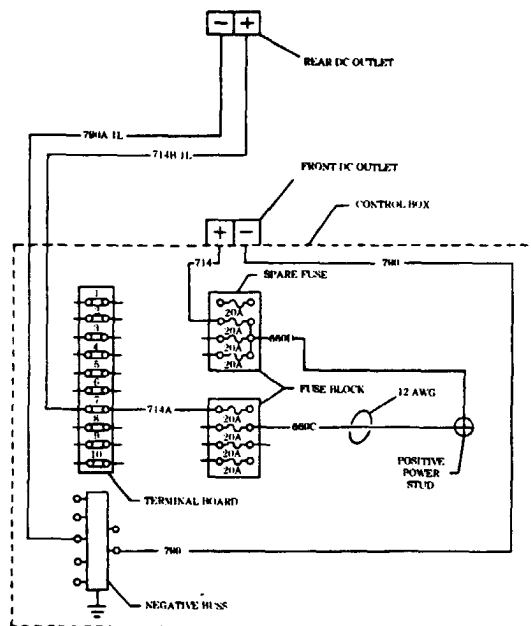 − +
REAR DC OUTLET
790A 1L
714B 1L
FRONT DC OUTLET
CONTROL BOX
+ −
714
790
SPARE FUSE
1
2
3
4
5
6
7
8
9
10
20A
20A
20A
20A
660D
FUSE BLOCK
12 AWG
714A
660C
20A
20A
20A
20A
POSITIVE
POWER
STUD
TERMINAL BOARD
790
NEGATIVE BUSS